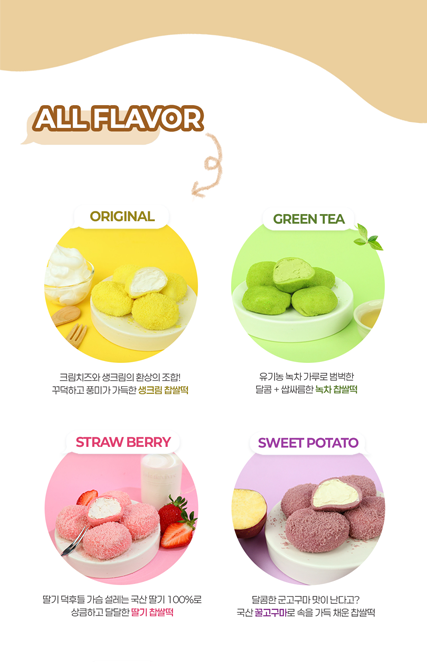 ALL FLAVOR
ORIGINAL
크림치즈와 생크림의 환상의 조합!
꾸덕하고 풍미가 가득한 생크림 찹쌀떡
GREEN TEA
유기농 녹차 가루로 범벅한
달콤 + 쌉싸름한 녹차 찹쌀떡
STRAW BERRY
딸기 덕후들 가슴 설레는 국산 딸기 100%로
상큼하고 달달한 딸기 찹쌀떡
SWEET POTATO
달콤한 군고구마 맛이 난다고?
국산 꿀고구마로 속을 가득 채운 찹쌀떡